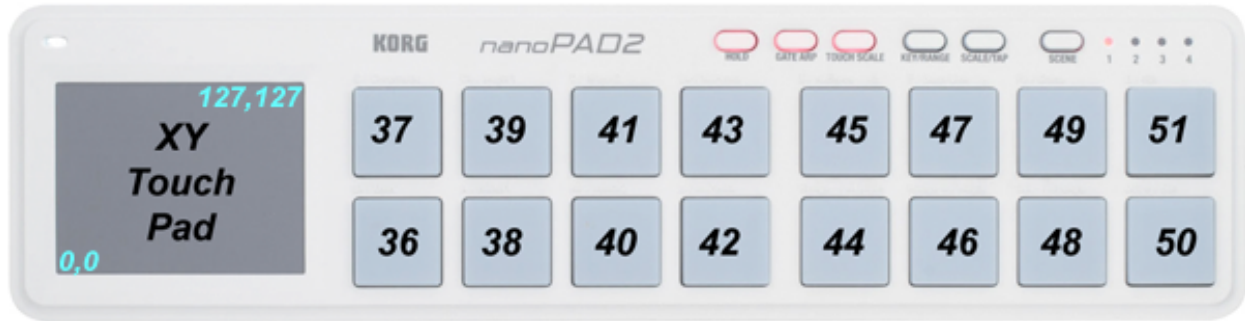 KORG nanoPAD2
HOLD GATE ARP TOUCH SCALE KEY/RANGE SCALE/TAP SCENE 1 2 3 4
127,127
XY
Touch
Pad
0,0
37 39 41 43 45 47 49 51
36 38 40 42 44 46 48 50